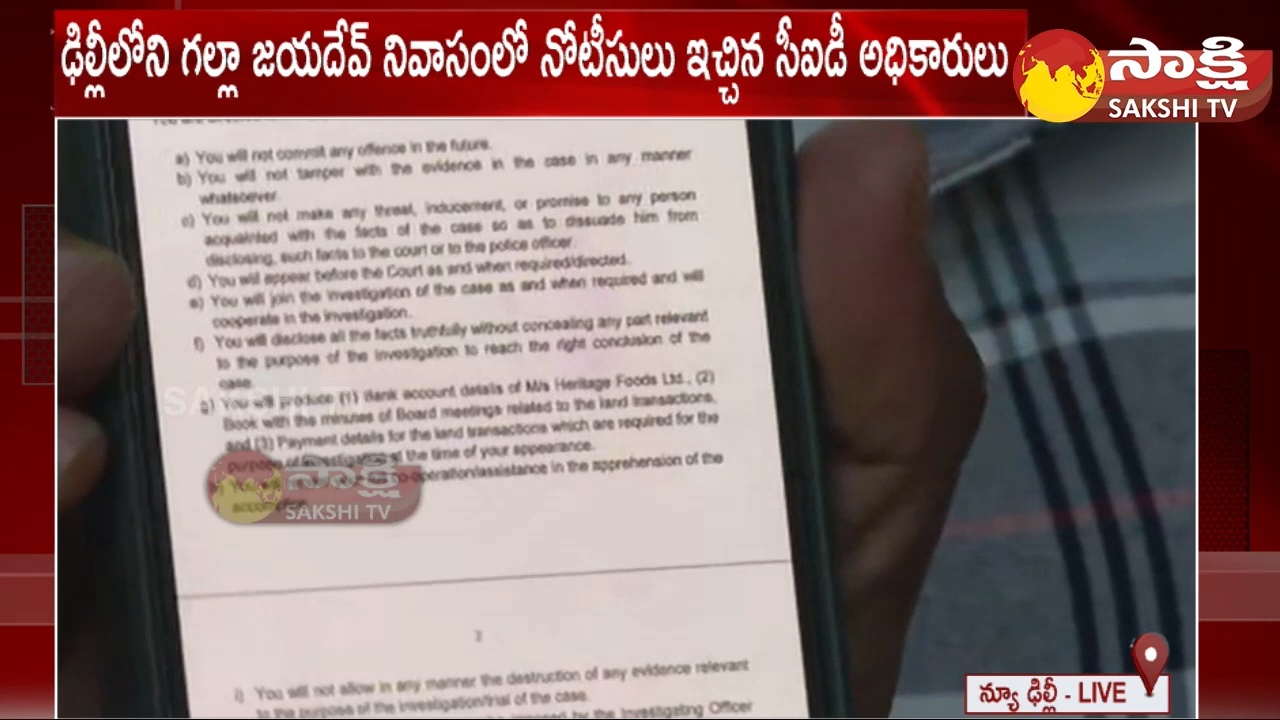 ఢిల్లీలోని గల్లా జయదేవ్ నివాసంలో నోటీసులు ఇచ్చిన సీఐడీ అధికారులు
సాక్షి
SAKSHI TV
a) You will not commit any offence in the future.
b) You will not tamper with the evidence in the case in any manner
whatsoever.
c) You will not make any threat, inducement, or promise to any person
acquainted with the facts of the case so as to dissuade him from
disclosing, such facts to the court or to the police officer.
d) You will appear before the Court as and when required/directed.
e) You will join the investigation of the case as and when required and will
cooperate in the investigation.
f) You will disclose all the facts truthfully without concealing any part relevant
to the purpose of the investigation to reach the right conclusion of the
case.
g) You will produce (1) Bank account details of M/s Heritage Foods Ltd., (2)
Book with the minutes of Board meetings related to the land transactions,
and (3) Payment details for the land transactions which are required for the
purpose of investigation at the time of your appearance.
co-operation/assistance in the apprehension of the
సాక్షి
SAKSHI TV
2
i) You will not allow in any manner the destruction of any evidence relevant
to the purpose of the investigation/trial of the case.
by the Investigating Officer
న్యూ ఢిల్లీ - LIVE